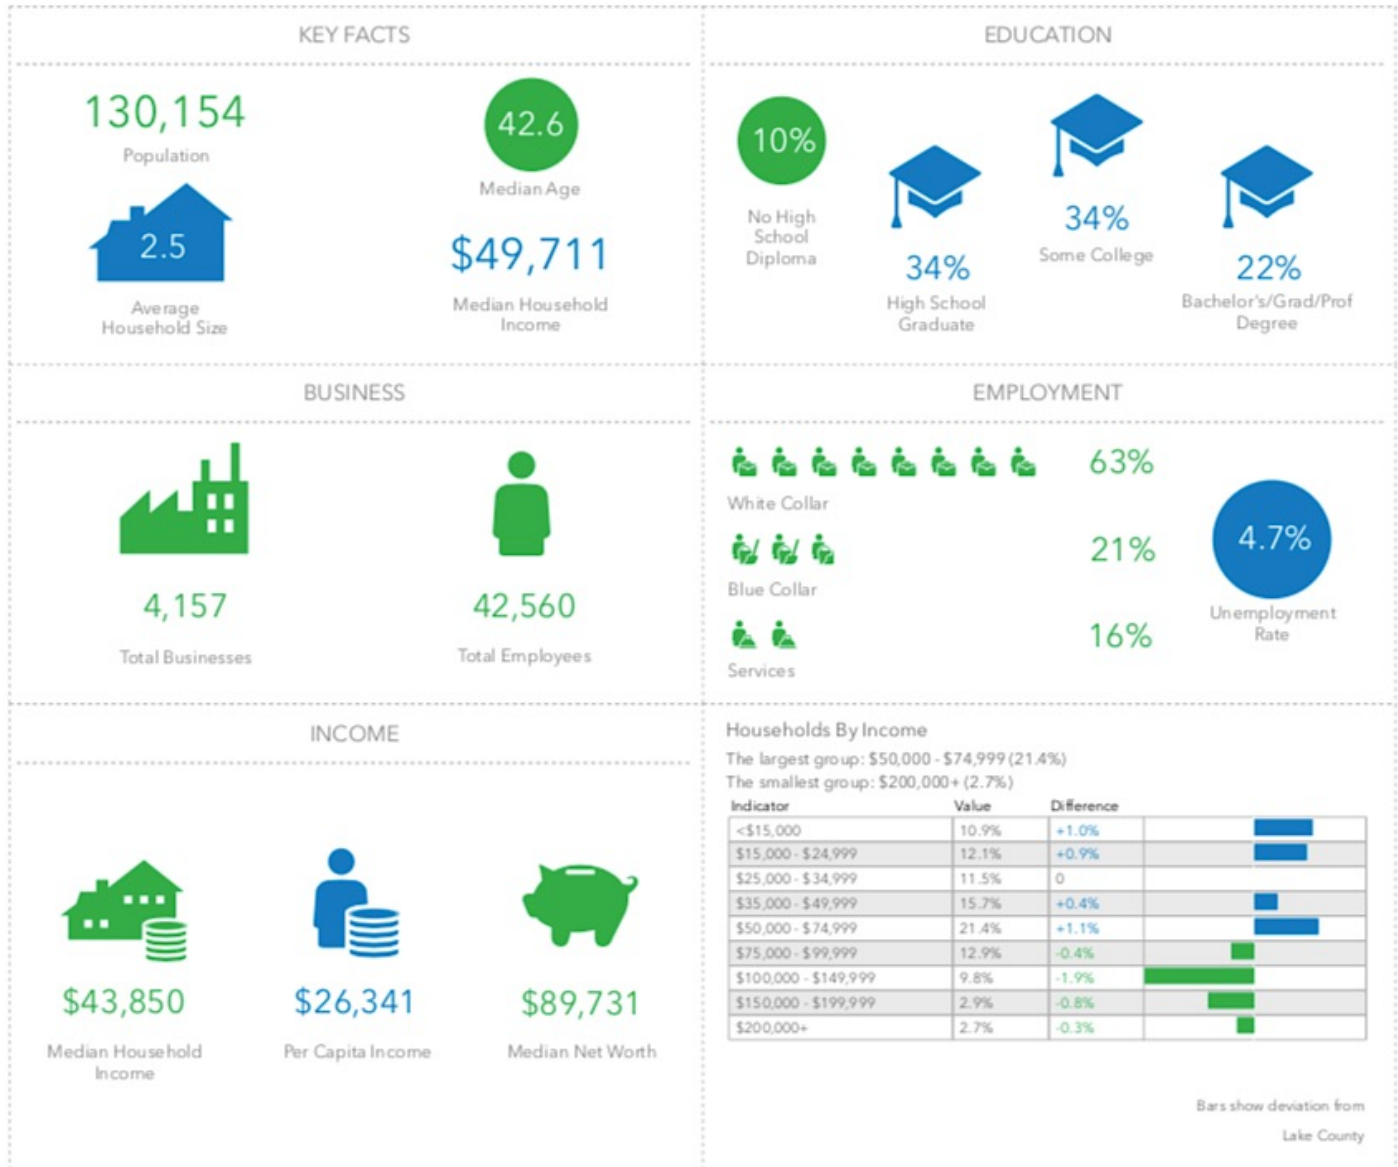 KEY FACTS
130,154
Population
42.6
Median Age
2.5
Average
Household Size
$49,711
Median Household
Income
EDUCATION
10%
No High
School
Diploma
34%
High School
Graduate
34%
Some College
22%
Bachelor's/Grad/Prof
Degree
BUSINESS
4,157
Total Businesses
42,560
Total Employees
EMPLOYMENT
63%
White Collar
21%
Blue Collar
16%
Services
4.7%
Unemployment
Rate
INCOME
$43,850
Median Household
Income
$26,341
Per Capita Income
$89,731
Median Net Worth
Households By Income
The largest group: $50,000 - $74,999 (21.4%)
The smallest group: $200,000+ (2.7%)
Indicator Value Difference
<$15,000 10.9% +1.0%
$15,000 - $24,999 12.1% +0.9%
$25,000 - $34,999 11.5% 0
$35,000 - $49,999 15.7% +0.4%
$50,000 - $74,999 21.4% +1.1%
$75,000 - $99,999 12.9% -0.4%
$100,000 - $149,999 9.8% -1.9%
$150,000 - $199,999 2.9% -0.8%
$200,000+ 2.7% -0.3%
Bars show deviation from
Lake County